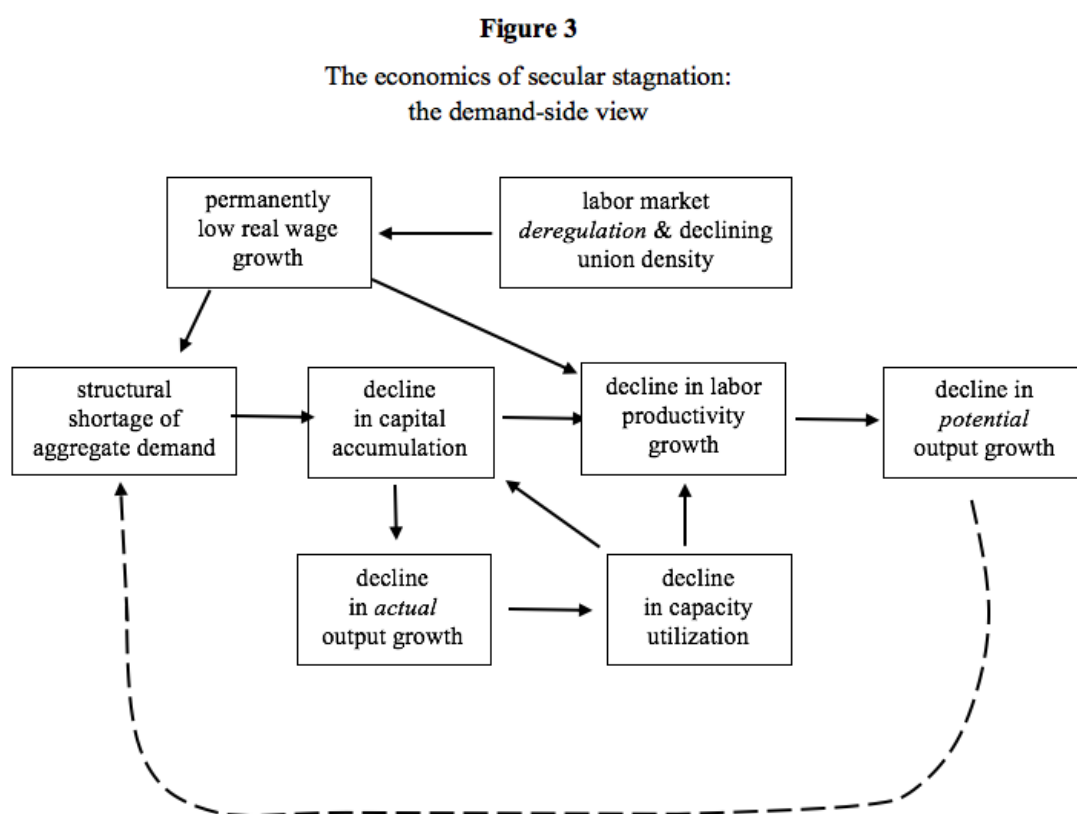 Figure 3
The economics of secular stagnation:
the demand-side view
permanently
low real wage
growth
labor market
deregulation & declining
union density
structural
shortage of
aggregate demand
decline
in capital
accumulation
decline in labor
productivity
growth
decline in
potential
output growth
decline
in actual
output growth
decline
in capacity
utilization